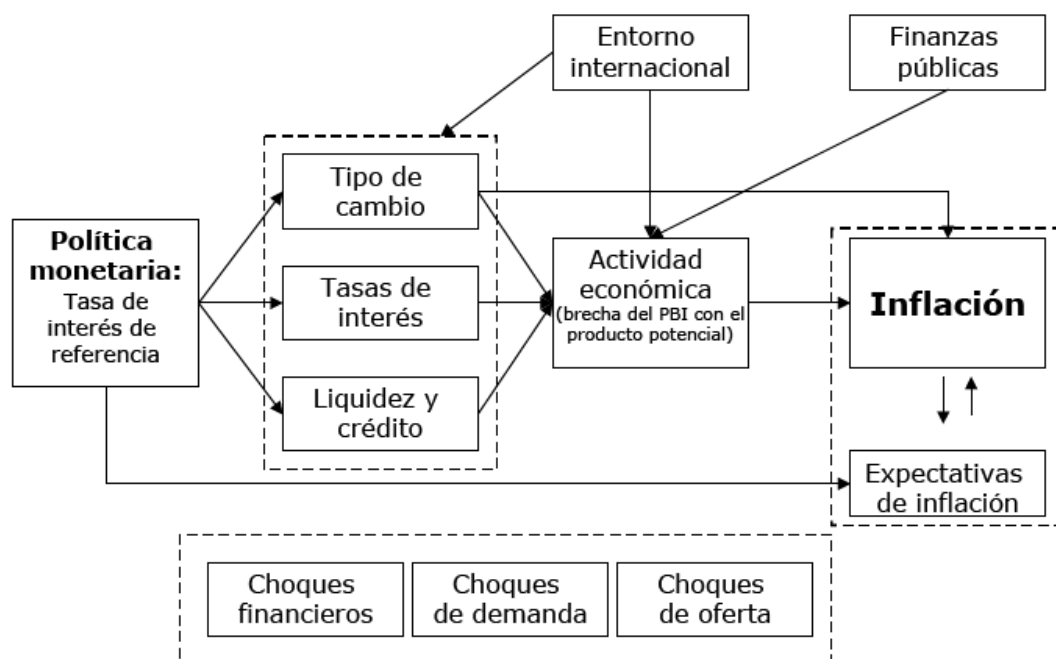 Entorno
internacional
Finanzas
públicas
Tipo de
cambio
Política
monetaria:
Tasa de
interés de
referencia
Tasas de
interés
Actividad
económica
(brecha del PBI con el
producto potencial)
Inflación
Liquidez y
crédito
Expectativas
de inflación
Choques
financieros
Choques
de demanda
Choques
de oferta